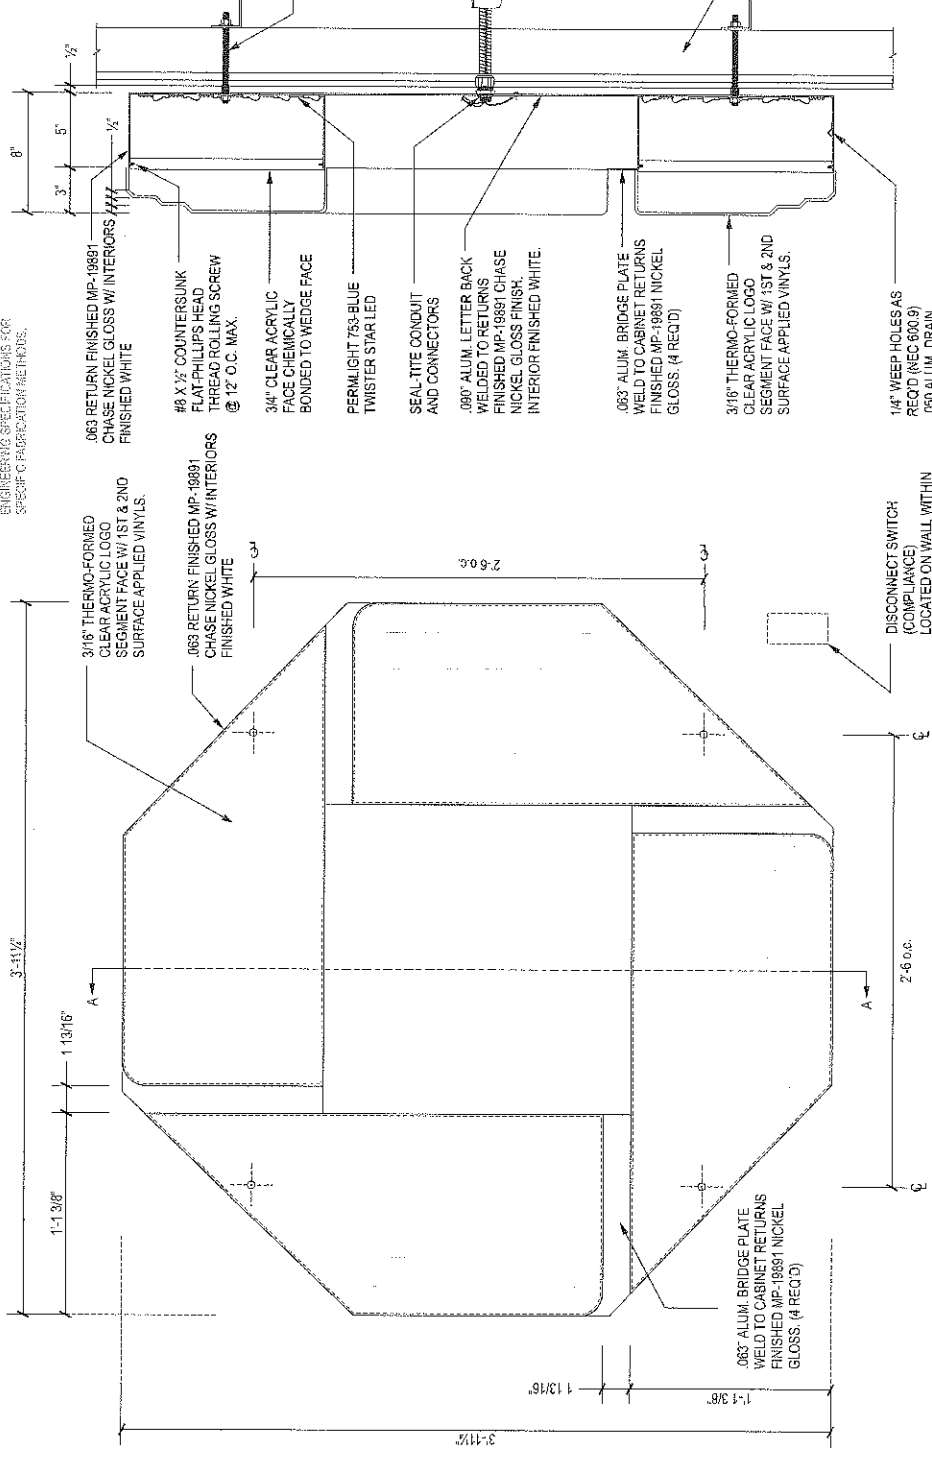 ENGINEERING SPECIFICATIONS FOR
SPECIFIC FABRICATION METHODS.
8"
5"
3"
½"
½"
.063 RETURN FINISHED MP-19891
CHASE NICKEL GLOSS W/ INTERIORS
FINISHED WHITE
#8 X ½" COUNTERSUNK
FLAT-PHILLIPS HEAD
THREAD ROLLING SCREW
@ 12" O.C. MAX.
3/4" CLEAR ACRYLIC
FACE CHEMICALLY
BONDED TO WEDGE FACE
PERMLIGHT 753-BLUE
TWISTER STAR LED
SEAL-TITE CONDUIT
AND CONNECTORS
.090" ALUM. LETTER BACK
WELDED TO RETURNS
FINISHED MP-19891 CHASE
NICKEL GLOSS FINISH.
INTERIOR FINISHED WHITE.
.063" ALUM. BRIDGE PLATE
WELD TO CABINET RETURNS
FINISHED MP-19891 NICKEL
GLOSS. (4 REQ'D)
3/16" THERMO-FORMED
CLEAR ACRYLIC LOGO
SEGMENT FACE W/ 1ST & 2ND
SURFACE APPLIED VINYLS.
1/4" WEEP HOLES AS
REQ'D (NEC 600.9)
.050 ALUM. DRAIN
3'-11¼"
1 13/16"
1'-1 3/8"
3/16" THERMO-FORMED
CLEAR ACRYLIC LOGO
SEGMENT FACE W/ 1ST & 2ND
SURFACE APPLIED VINYLS.
.063 RETURN FINISHED MP-19891
CHASE NICKEL GLOSS W/ INTERIORS
FINISHED WHITE
2'-6 o.c.
A
A
2'-6 o.c.
DISCONNECT SWITCH
(COMPLIANCE)
LOCATED ON WALL WITHIN
.063" ALUM. BRIDGE PLATE
WELD TO CABINET RETURNS
FINISHED MP-19891 NICKEL
GLOSS. (4 REQ'D)
1 13/16"
1'-1 3/8"
3'-11¼"